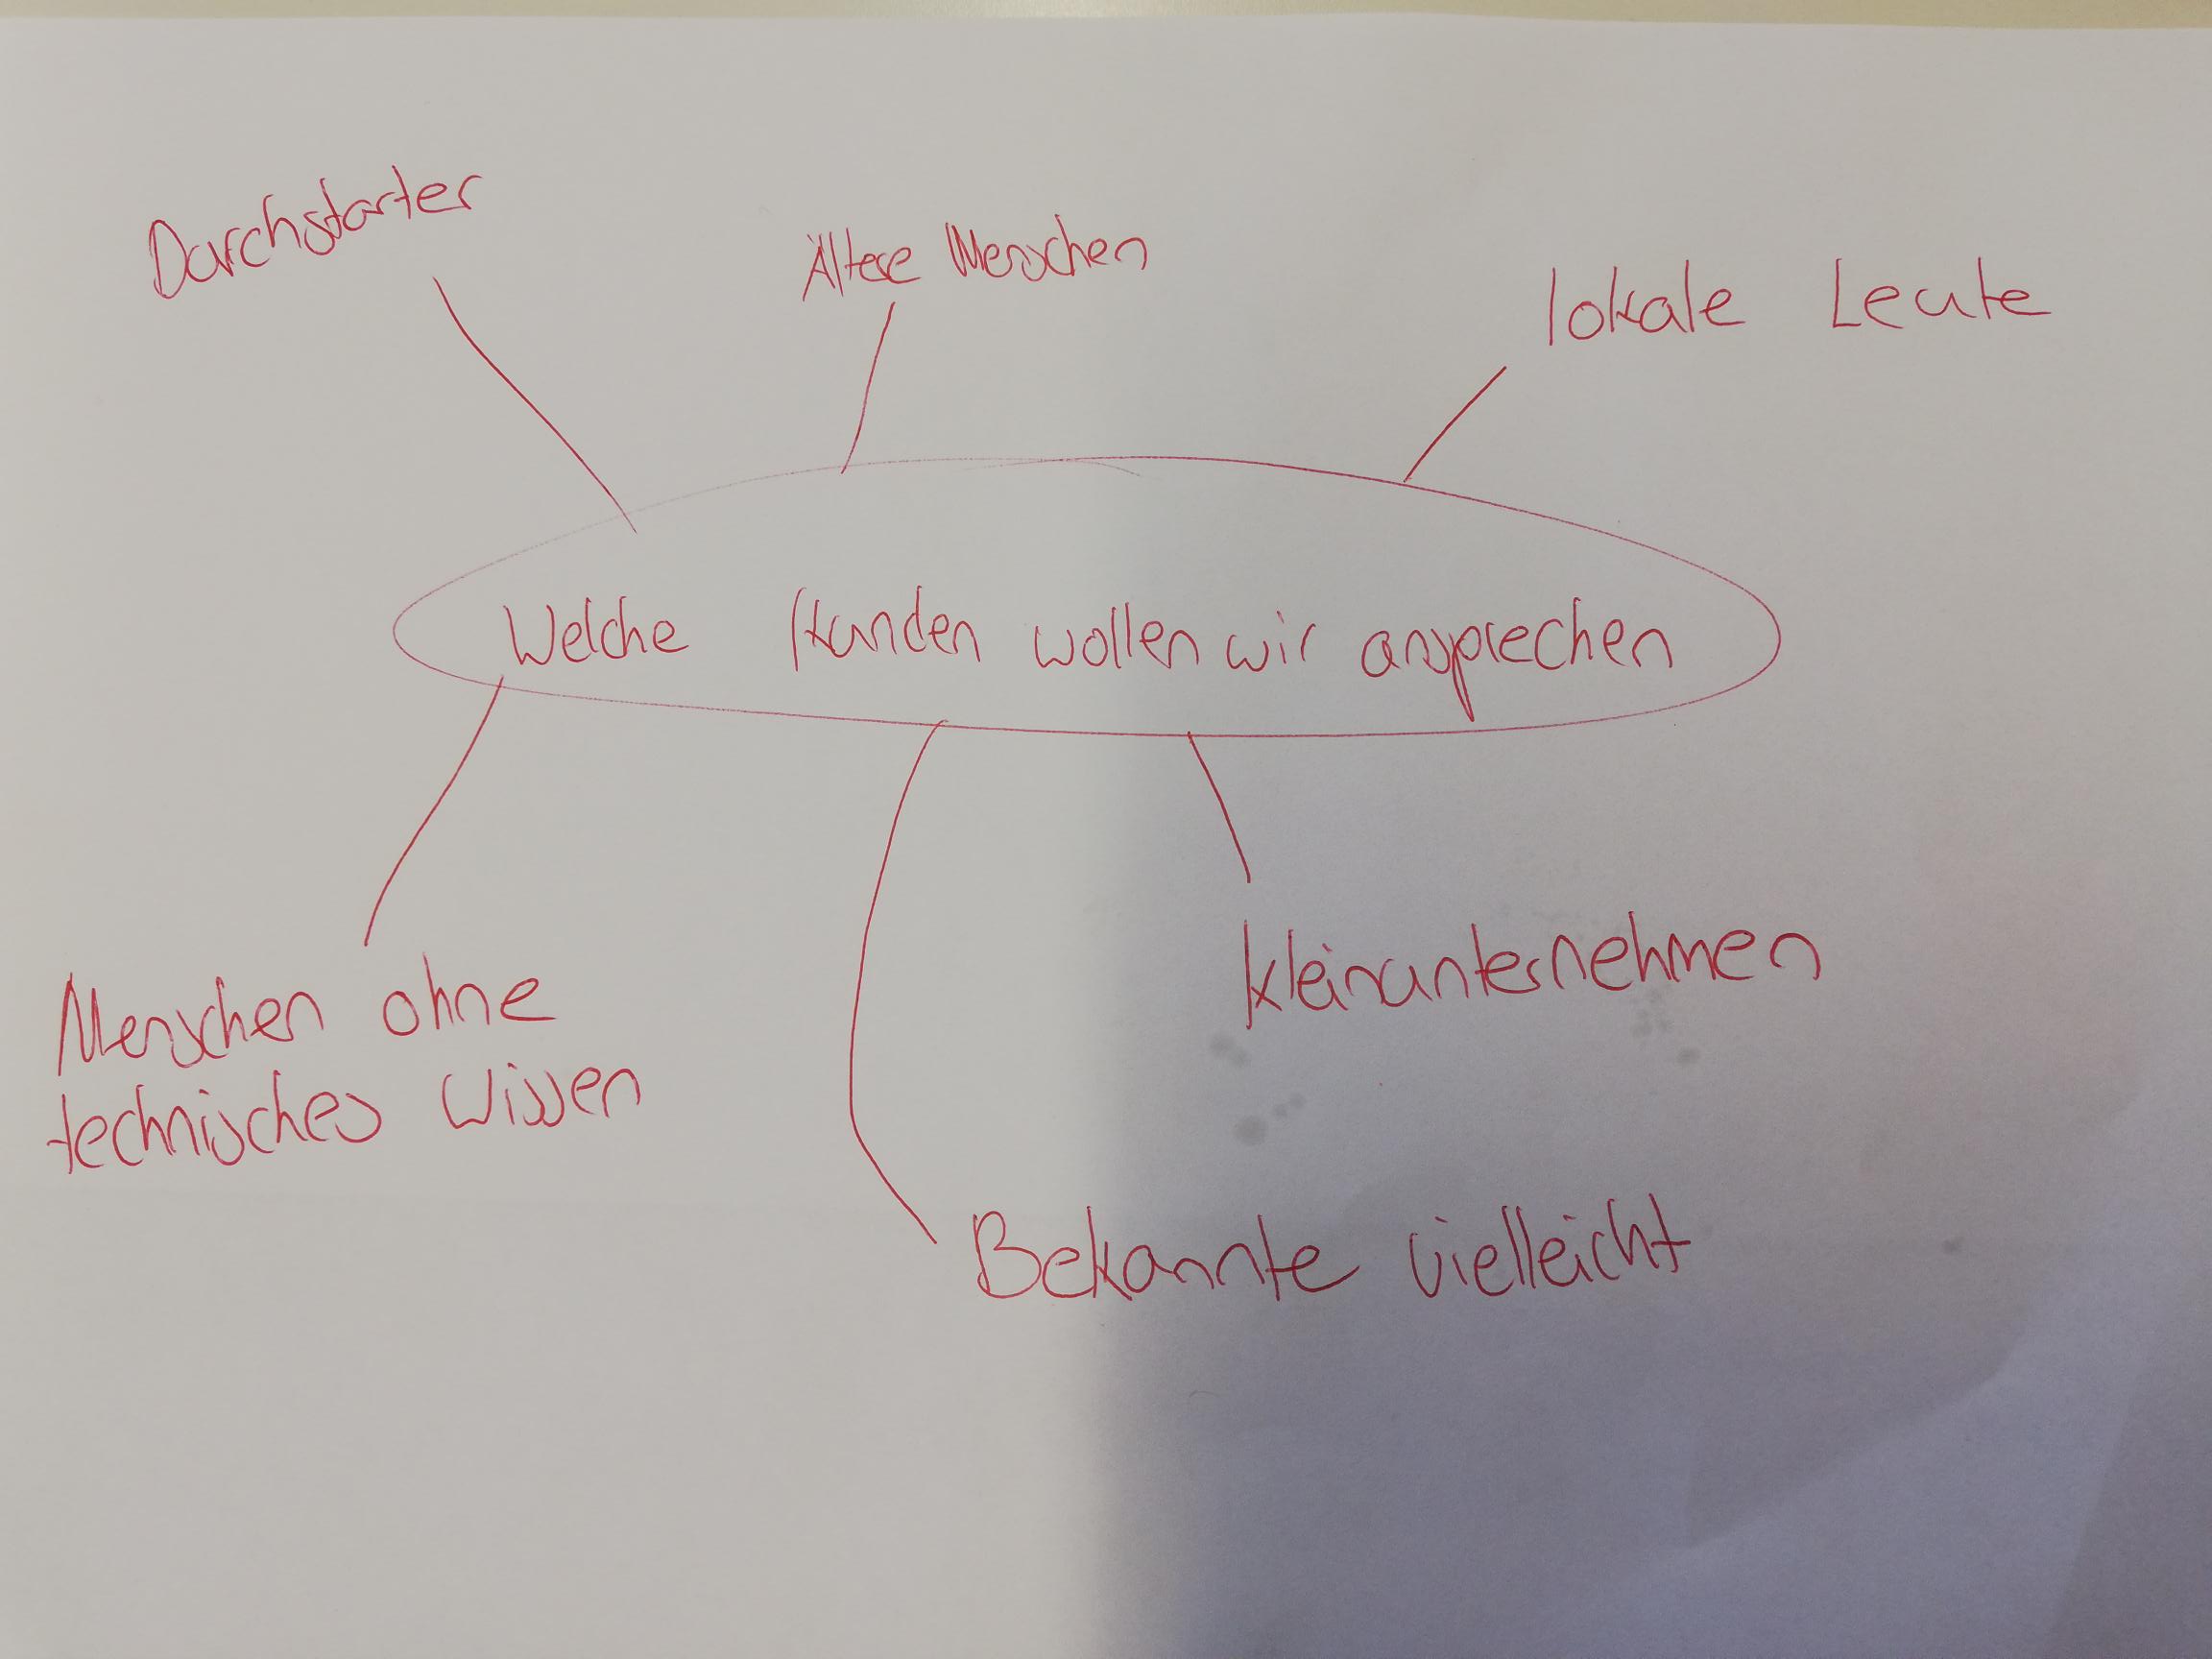 Durchstarter
Ältere Menschen
lokale Leute
Welche Kunden wollen wir ansprechen
Menschen ohne
technisches Wissen
kleinunternehmen
Bekannte vielleicht